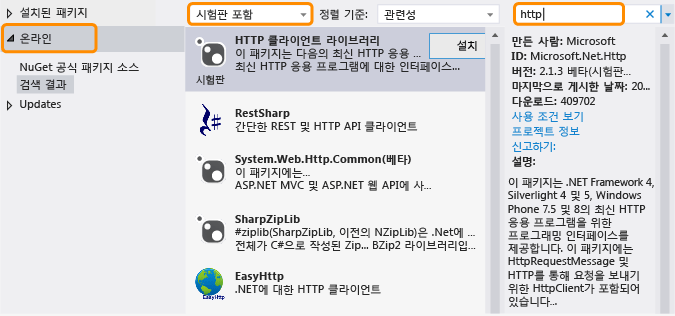 설치된 패키지
온라인
NuGet 공식 패키지 소스
검색 결과
Updates
시험판 포함
정렬 기준:
관련성
HTTP 클라이언트 라이브러리
이 패키지는 다음의 최신 HTTP 응용 ...
최신 HTTP 응용 프로그램에 대한 인터페이스...
시험판
설치
RestSharp
간단한 REST 및 HTTP API 클라이언트
System.Web.Http.Common(베타)
이 패키지에는...
ASP.NET MVC 및 ASP.NET 웹 API에 사...
SharpZipLib
#ziplib(SharpZipLib, 이전의 NZipLib)은 .Net에 ...
전체가 C#으로 작성된 Zip... BZip2 라이브러리입...
EasyHttp
EasyHttp
.NET에 대한 HTTP 클라이언트
http
만든 사람: Microsoft
ID: Microsoft.Net.Http
버전: 2.1.3 베타(시험판...
마지막으로 게시한 날짜: 20...
다운로드: 409702
사용 조건 보기
프로젝트 정보
신고하기:
설명:
이 패키지는 .NET Framework 4,
Silverlight 4 및 5, Windows
Phone 7.5 및 8의 최신 HTTP
응용 프로그램을 위한
프로그래밍 인터페이스를
제공합니다. 이 패키지에는
HttpRequestMessage 및
HTTP를 통해 요청을 보내기
위한 HttpClient가 포함되어
있습니다...